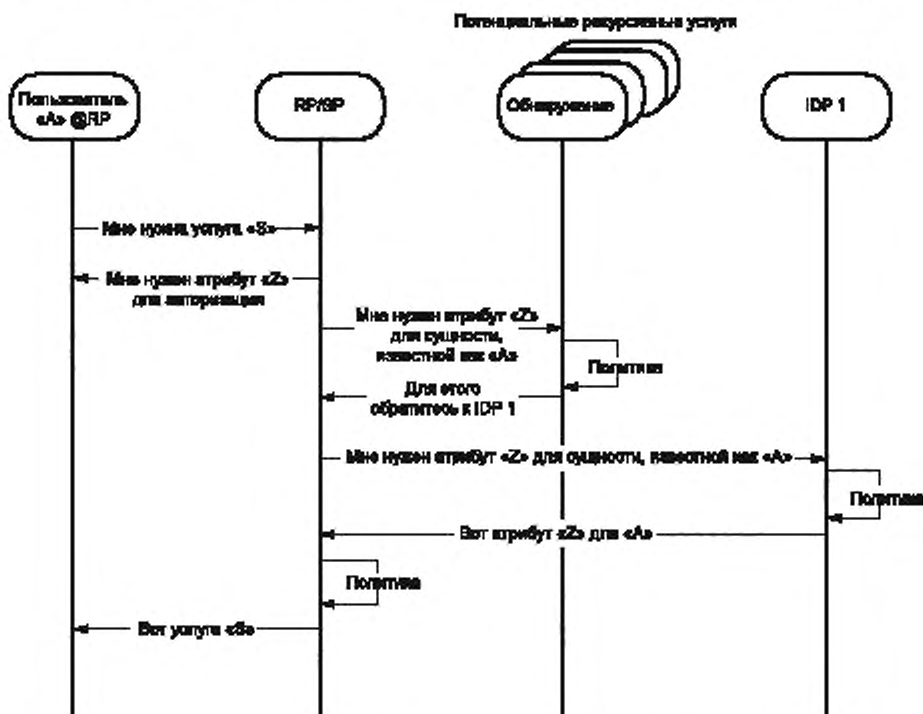 Потенциальные рекурсивные услуги
Пользователь
«A» @RP
RP/SP
Обнаружение
IDP 1
Мне нужна услуга «S»
Мне нужен атрибут «Z»
для авторизации
Мне нужен атрибут «Z»
для сущности,
известной как «A»
Политика
Для этого
обратитесь к IDP 1
Мне нужен атрибут «Z» для сущности, известной как «A»
Политика
Вот атрибут «Z» для «A»
Политика
Вот услуга «S»